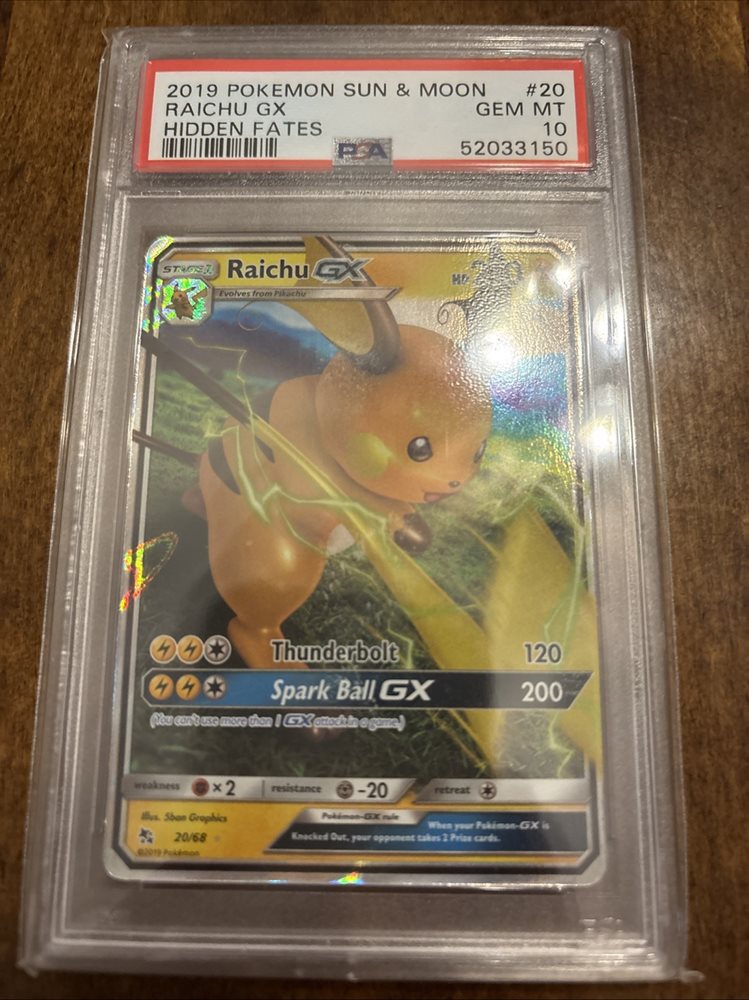 2019 POKEMON SUN & MOON #20
RAICHU GX GEM MT
HIDDEN FATES 10
PSA 52033150
STAGE 1 Raichu GX
Evolves from Pikachu
Thunderbolt 120
Spark Ball GX 200
(You can't use more than 1 GX attack in a game.)
weakness ×2 resistance -20 retreat
Illus. 5ban Graphics
Pokémon-GX rule
When your Pokémon-GX is
Knocked Out, your opponent takes 2 Prize cards.
20/68
©2019 Pokémon